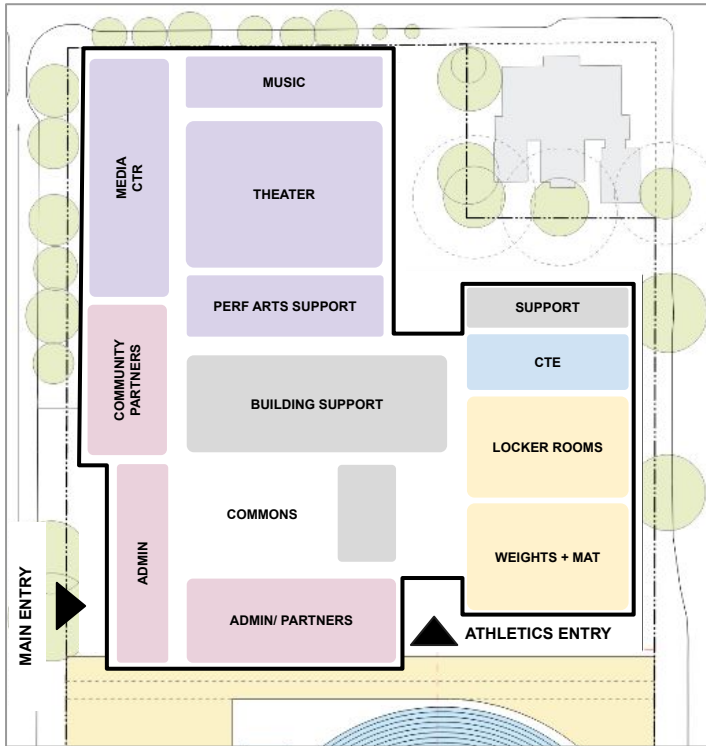 MUSIC
MEDIA
CTR
THEATER
PERF ARTS SUPPORT
SUPPORT
COMMUNITY
PARTNERS
CTE
BUILDING SUPPORT
LOCKER ROOMS
COMMONS
ADMIN
WEIGHTS + MAT
MAIN ENTRY
ADMIN/ PARTNERS
ATHLETICS ENTRY